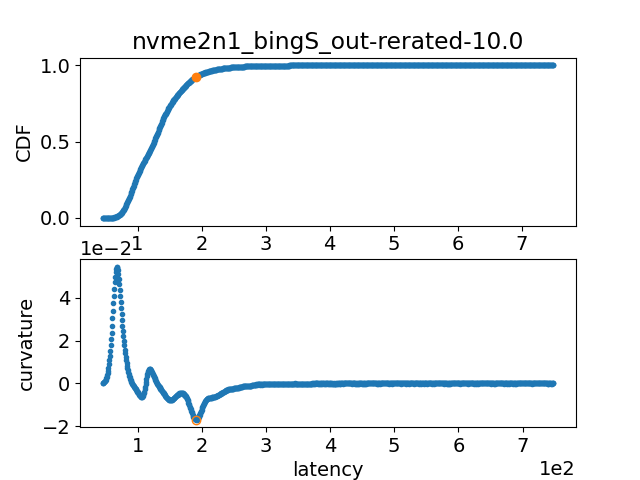 nvme2n1_bingS_out-rerated-10.0
1.0
0.5
0.0
CDF
1 2 3 4 5 6 7
1e−2
4
2
0
−2
curvature
1 2 3 4 5 6 7
latency
1e2